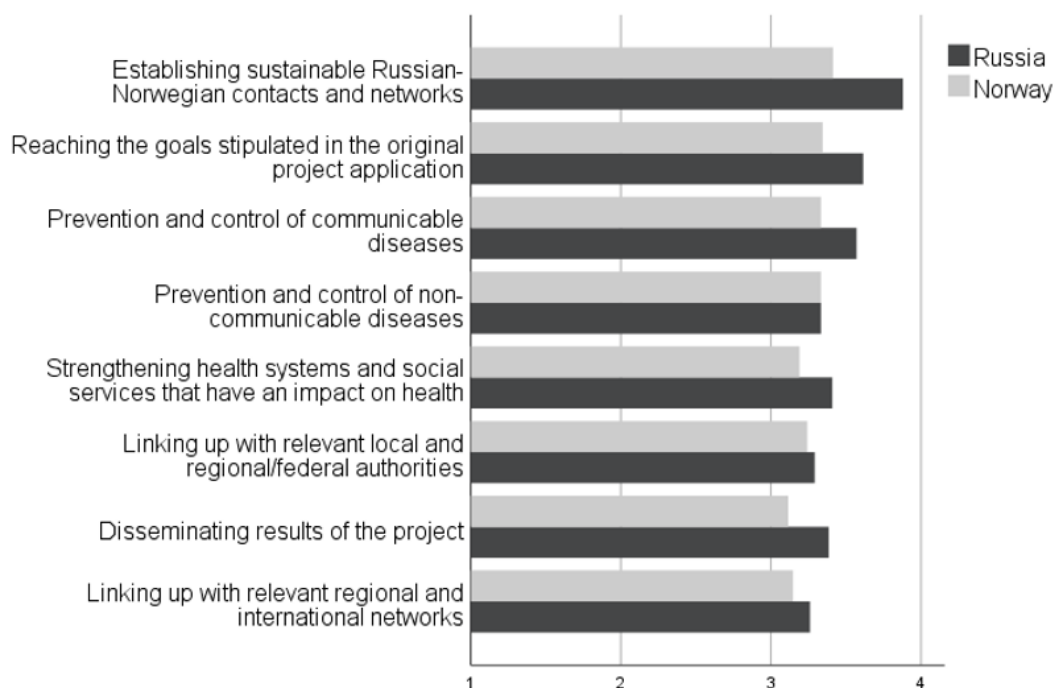 Establishing sustainable Russian-
Norwegian contacts and networks
Reaching the goals stipulated in the original
project application
Prevention and control of communicable
diseases
Prevention and control of non-
communicable diseases
Strengthening health systems and social
services that have an impact on health
Linking up with relevant local and
regional/federal authorities
Disseminating results of the project
Linking up with relevant regional and
international networks
1 2 3 4
Russia
Norway